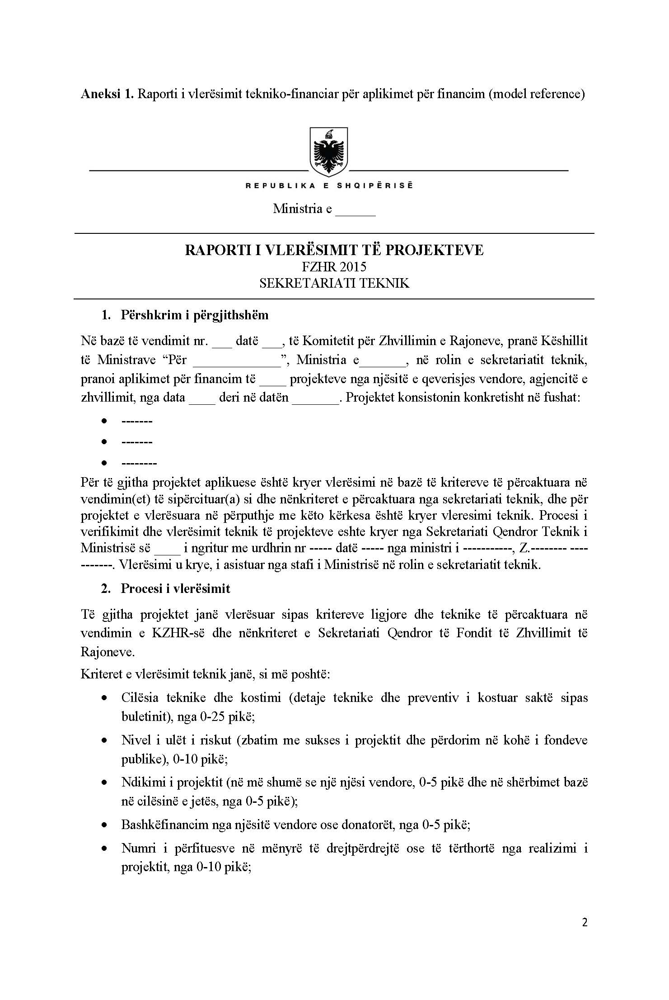 Aneksi 1. Raporti i vlerësimit tekniko-financiar për aplikimet për financim (model reference)
REPUBLIKA E SHQIPËRISË
Ministria e ______
RAPORTI I VLERËSIMIT TË PROJEKTEVE
FZHR 2015
SEKRETARIATI TEKNIK
1. Përshkrim i përgjithshëm
Në bazë të vendimit nr. ___ datë ___, të Komitetit për Zhvillimin e Rajoneve, pranë Këshillit
të Ministrave “Për _____________”, Ministria e_______, në rolin e sekretariatit teknik,
pranoi aplikimet për financim të ____ projekteve nga njësitë e qeverisjes vendore, agjencitë e
zhvillimit, nga data ____ deri në datën _______. Projektet konsistonin konkretisht në fushat:
• -------
• -------
• --------
Për të gjitha projektet aplikuese është kryer vlerësimi në bazë të kritereve të përcaktuara në
vendimin(et) të sipërcituar(a) si dhe nënkriteret e përcaktuara nga sekretariati teknik, dhe për
projektet e vlerësuara në përputhje me këto kërkesa është kryer vleresimi teknik. Procesi i
verifikimit dhe vlerësimit teknik të projekteve eshte kryer nga Sekretariati Qendror Teknik i
Ministrisë së ____ i ngritur me urdhrin nr ----- datë ----- nga ministri i -----------, Z.-------- ----
-------. Vlerësimi u krye, i asistuar nga stafi i Ministrisë në rolin e sekretariatit teknik.
2. Procesi i vlerësimit
Të gjitha projektet janë vlerësuar sipas kritereve ligjore dhe teknike të përcaktuara në
vendimin e KZHR-së dhe nënkriteret e Sekretariati Qendror të Fondit të Zhvillimit të
Rajoneve.
Kriteret e vlerësimit teknik janë, si më poshtë:
• Cilësia teknike dhe kostimi (detaje teknike dhe preventiv i kostuar saktë sipas
buletinit), nga 0-25 pikë;
• Nivel i ulët i riskut (zbatim me sukses i projektit dhe përdorim në kohë i fondeve
publike), 0-10 pikë;
• Ndikimi i projektit (në më shumë se një njësi vendore, 0-5 pikë dhe në shërbimet bazë
në cilësinë e jetës, nga 0-5 pikë);
• Bashkëfinancim nga njësitë vendore ose donatorët, nga 0-5 pikë;
• Numri i përfituesve në mënyrë të drejtpërdrejtë ose të tërthortë nga realizimi i
projektit, nga 0-10 pikë;
2